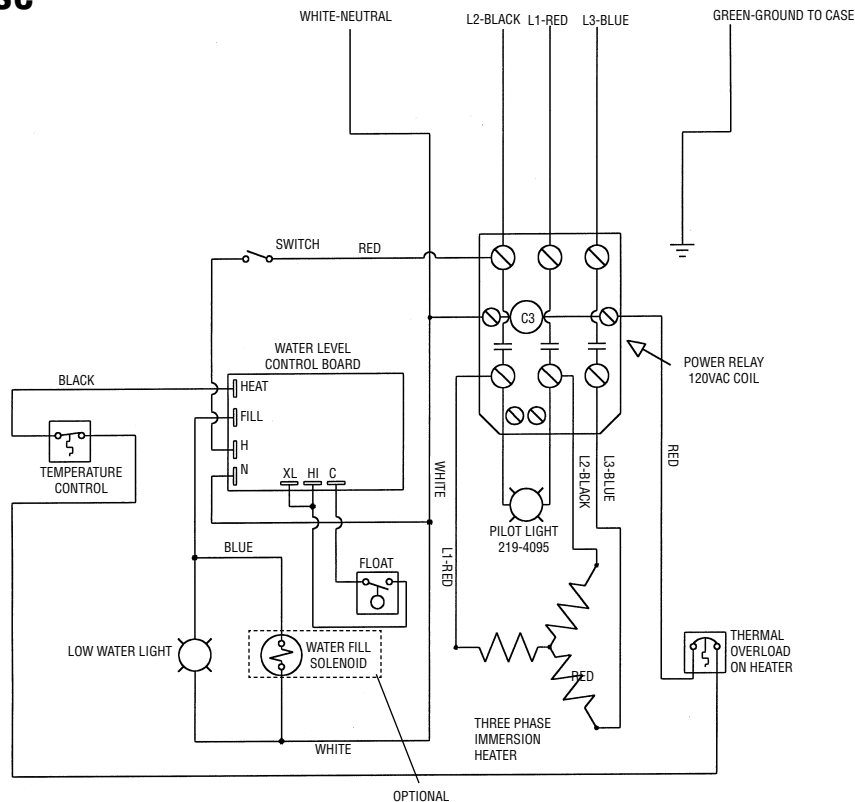 WHITE-NEUTRAL
L2-BLACK
L1-RED
L3-BLUE
GREEN-GROUND TO CASE
SWITCH
RED
C3
WATER LEVEL
CONTROL BOARD
POWER RELAY
120VAC COIL
BLACK
HEAT
FILL
H
N
XL
HI
C
TEMPERATURE
CONTROL
WHITE
L2-BLACK
L3-BLUE
RED
PILOT LIGHT
219-4095
BLUE
FLOAT
L1-RED
LOW WATER LIGHT
WATER FILL
SOLENOID
RED
THERMAL
OVERLOAD
ON HEATER
THREE PHASE
IMMERSION
HEATER
WHITE
OPTIONAL